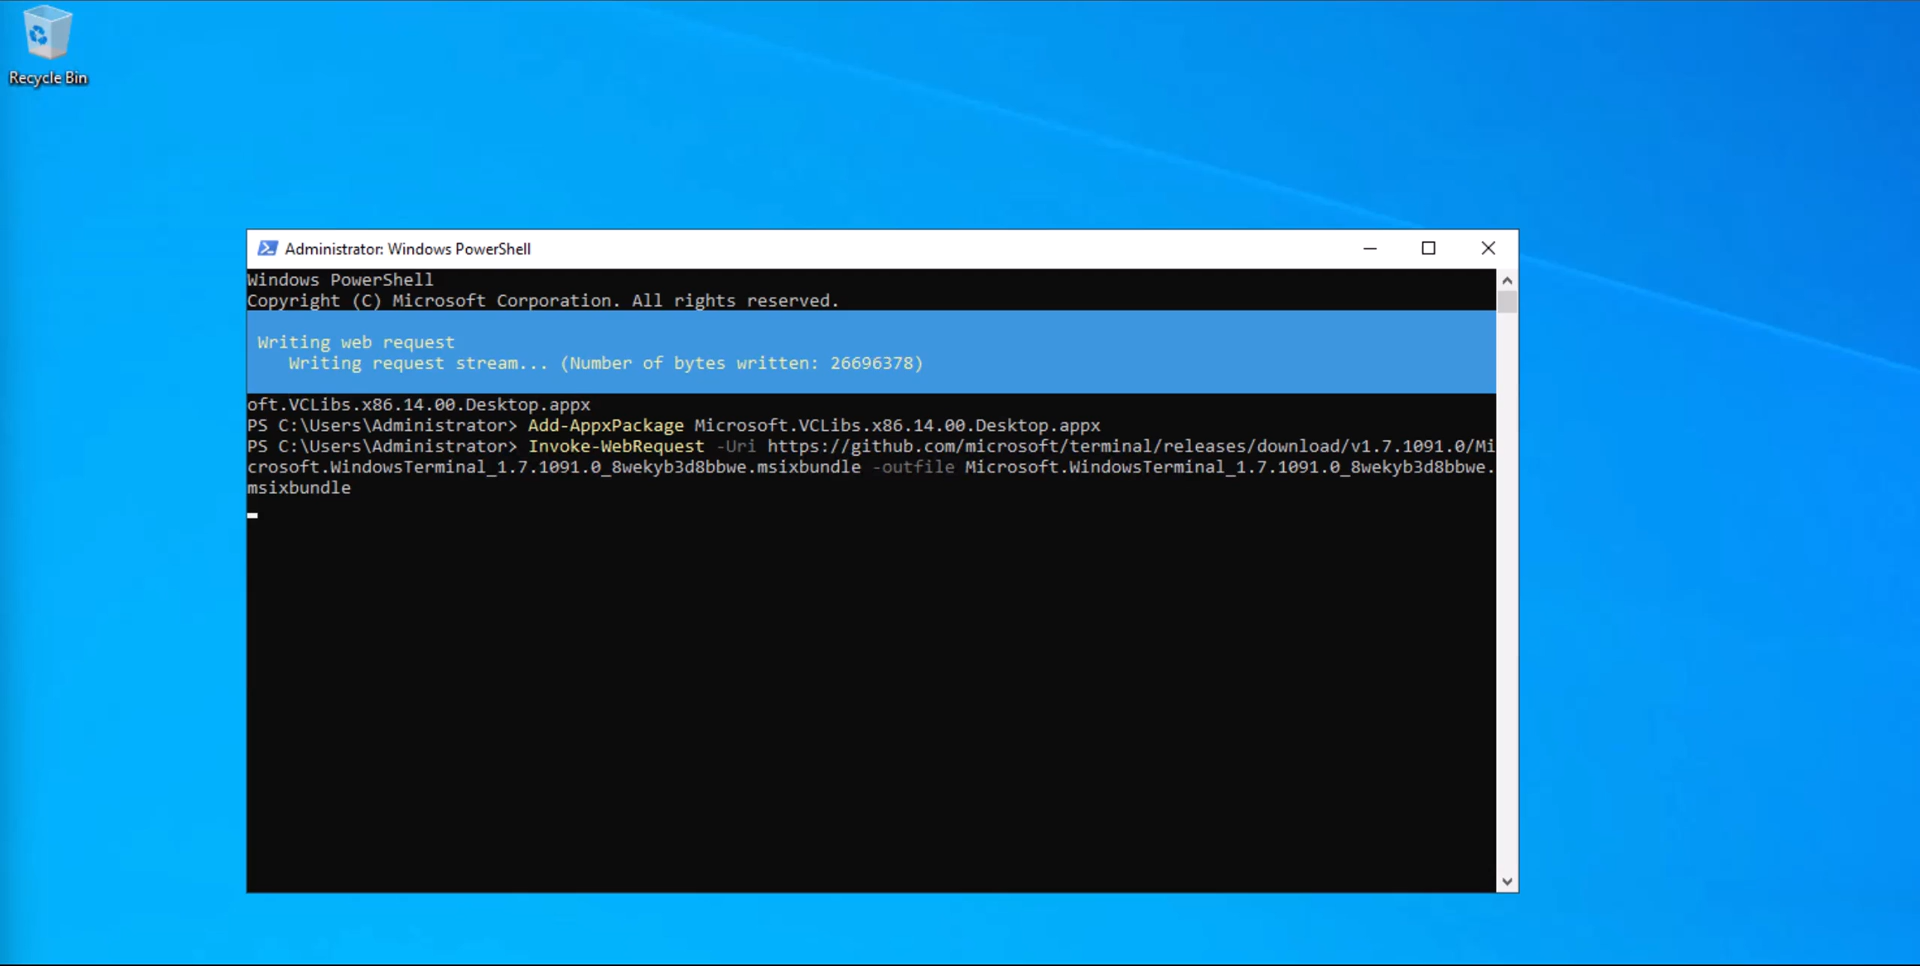 Recycle Bin
Administrator: Windows PowerShell
Windows PowerShell
Copyright (C) Microsoft Corporation. All rights reserved.
Writing web request
Writing request stream... (Number of bytes written: 26696378)
oft.VCLibs.x86.14.00.Desktop.appx
PS C:\Users\Administrator> Add-AppxPackage Microsoft.VCLibs.x86.14.00.Desktop.appx
PS C:\Users\Administrator> Invoke-WebRequest -Uri https://github.com/microsoft/terminal/releases/download/v1.7.1091.0/Mi
crosoft.WindowsTerminal_1.7.1091.0_8wekyb3d8bbwe.msixbundle -outfile Microsoft.WindowsTerminal_1.7.1091.0_8wekyb3d8bbwe.
msixbundle